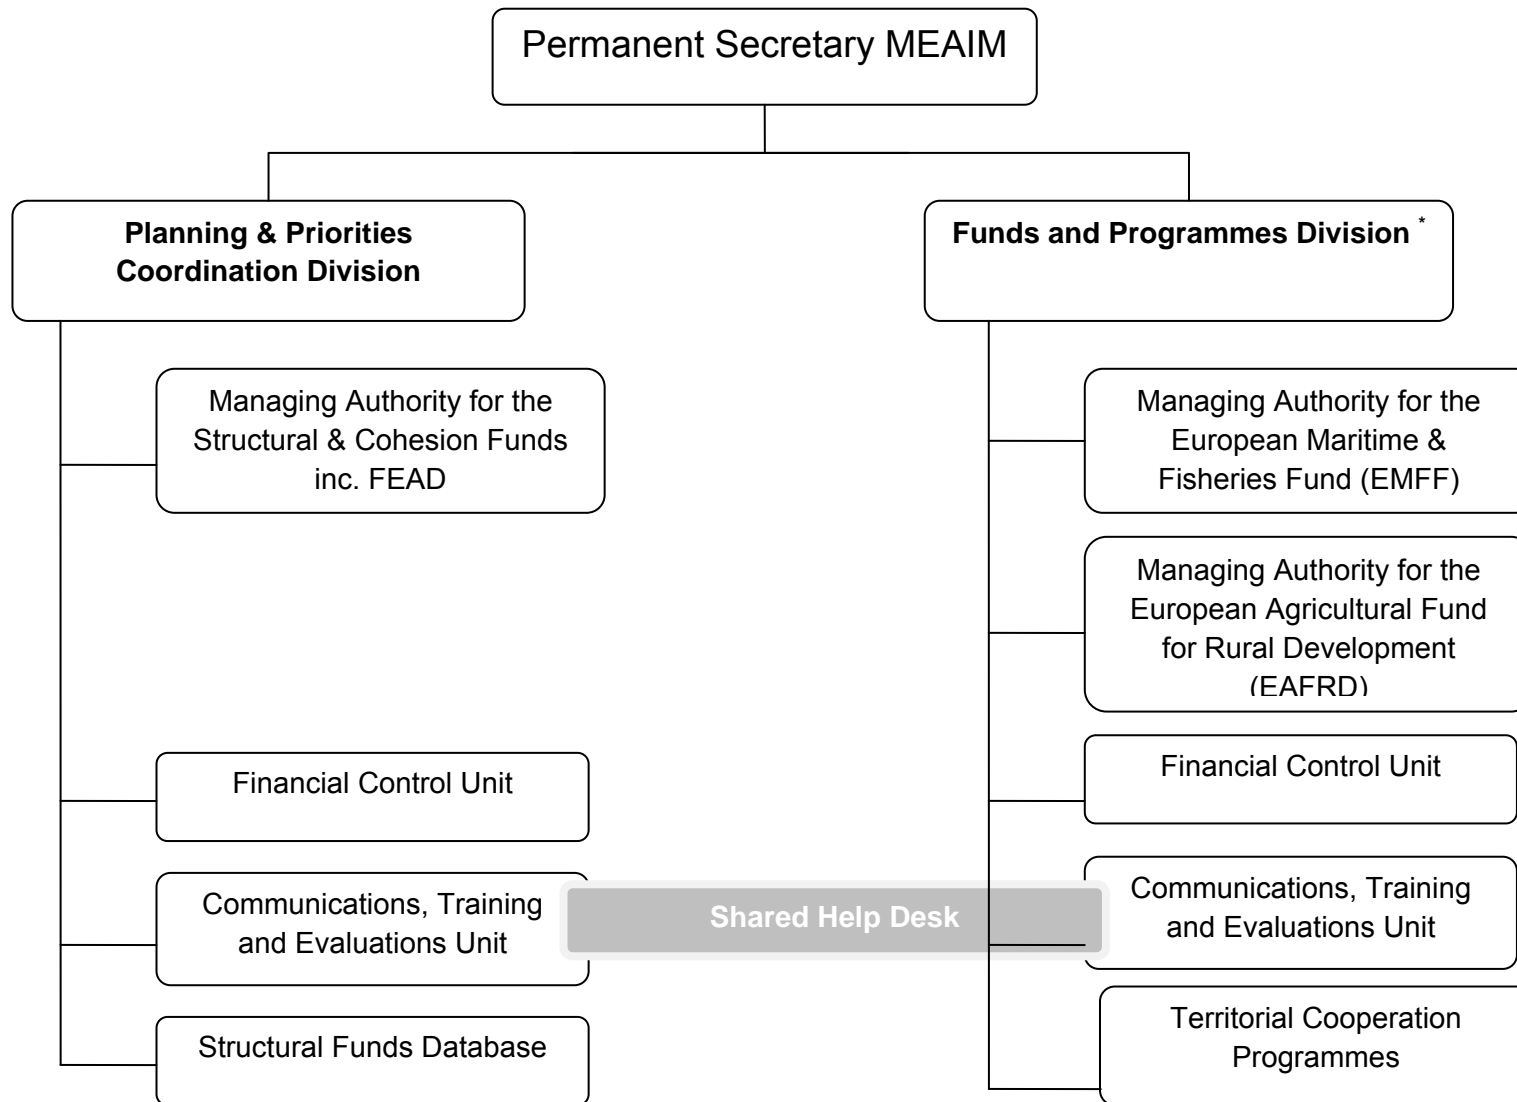 Permanent Secretary MEAIM
Planning & Priorities
Coordination Division
Funds and Programmes Division *
Managing Authority for the
Structural & Cohesion Funds
inc. FEAD
Managing Authority for the
European Maritime &
Fisheries Fund (EMFF)
Managing Authority for the
European Agricultural Fund
for Rural Development
(EAFRD)
Financial Control Unit
Financial Control Unit
Communications, Training
and Evaluations Unit
Shared Help Desk
Communications, Training
and Evaluations Unit
Structural Funds Database
Territorial Cooperation
Programmes